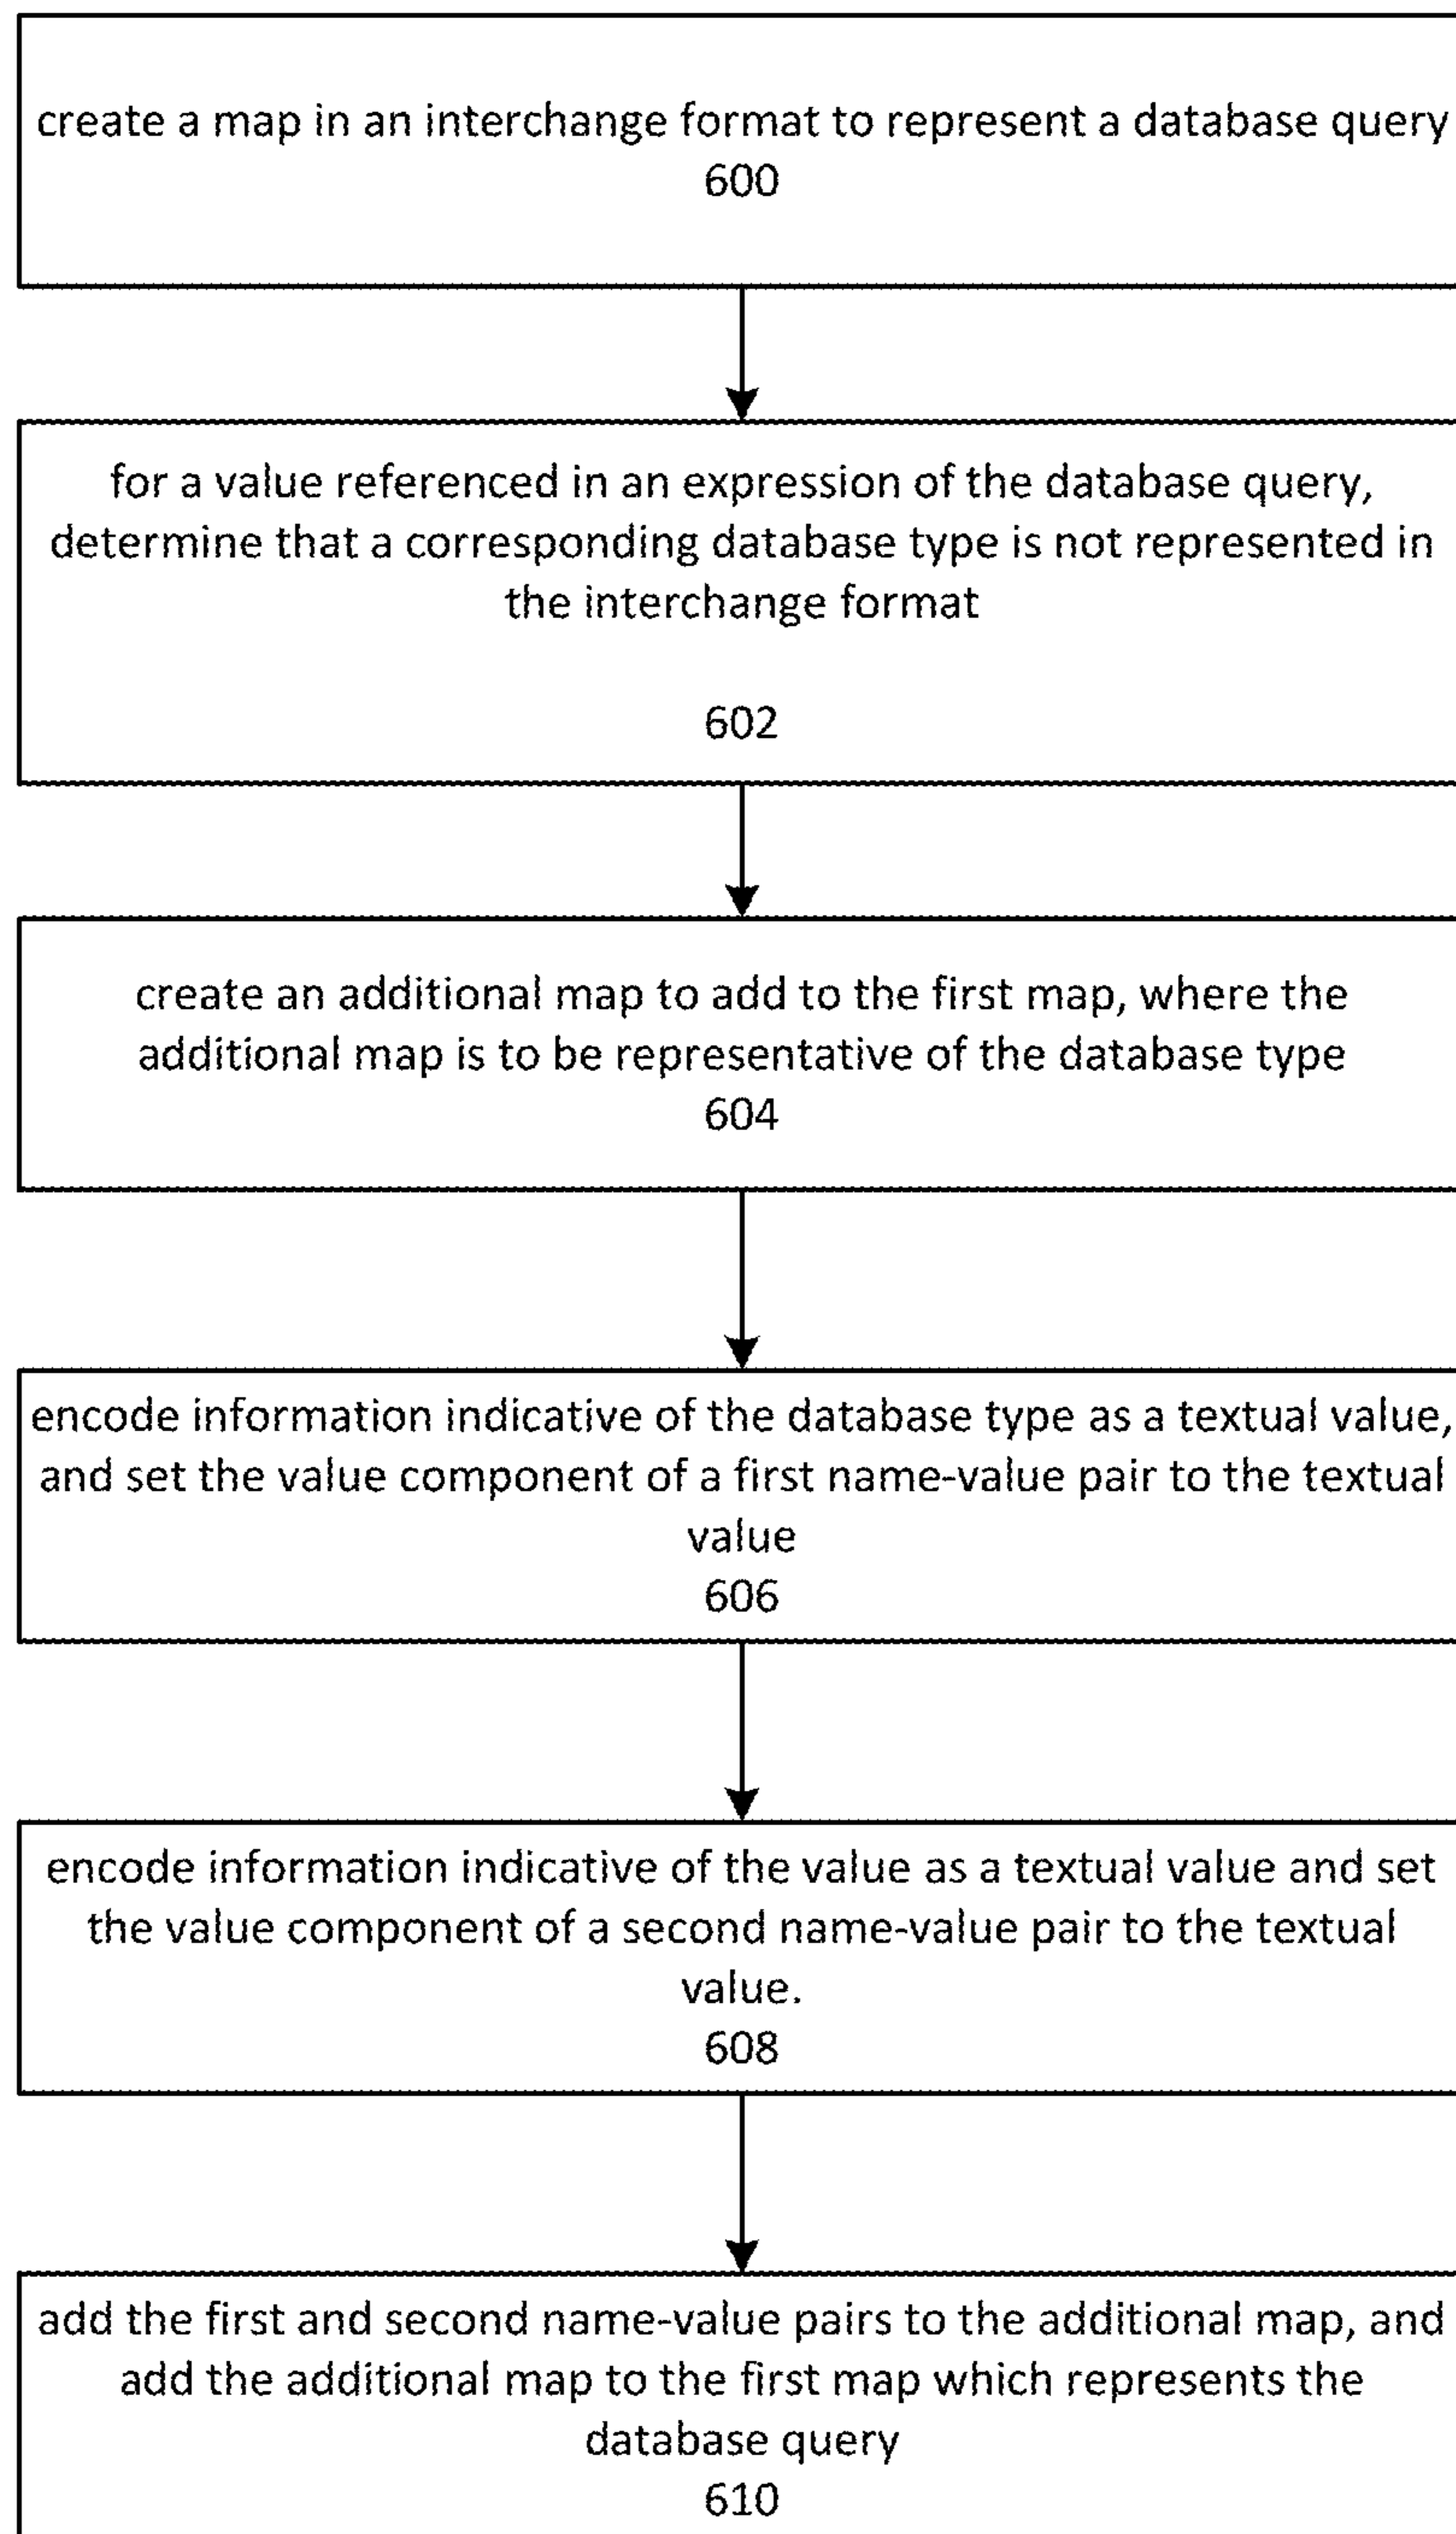 create a map in an interchange format to represent a database query
600
for a value referenced in an expression of the database query,
determine that a corresponding database type is not represented in
the interchange format
602
create an additional map to add to the first map, where the
additional map is to be representative of the database type
604
encode information indicative of the database type as a textual value,
and set the value component of a first name-value pair to the textual
value
606
encode information indicative of the value as a textual value and set
the value component of a second name-value pair to the textual
value.
608
add the first and second name-value pairs to the additional map, and
add the additional map to the first map which represents the
database query
610